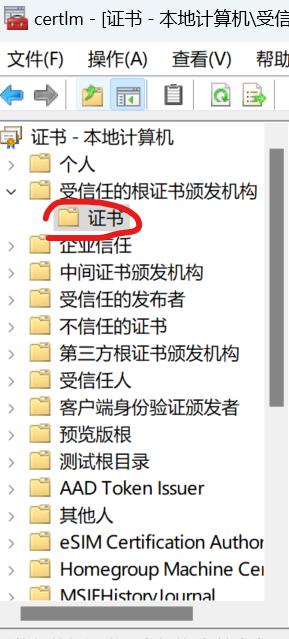 certlm - [证书 - 本地计算机\受信
文件(F) 操作(A) 查看(V) 帮助
证书 - 本地计算机
个人
受信任的根证书颁发机构
证书
企业信任
中间证书颁发机构
受信任的发布者
不信任的证书
第三方根证书颁发机构
受信任人
客户端身份验证颁发者
预览版根
测试根目录
AAD Token Issuer
其他人
eSIM Certification Author
Homegroup Machine Cer
MSIEHistoryJournal